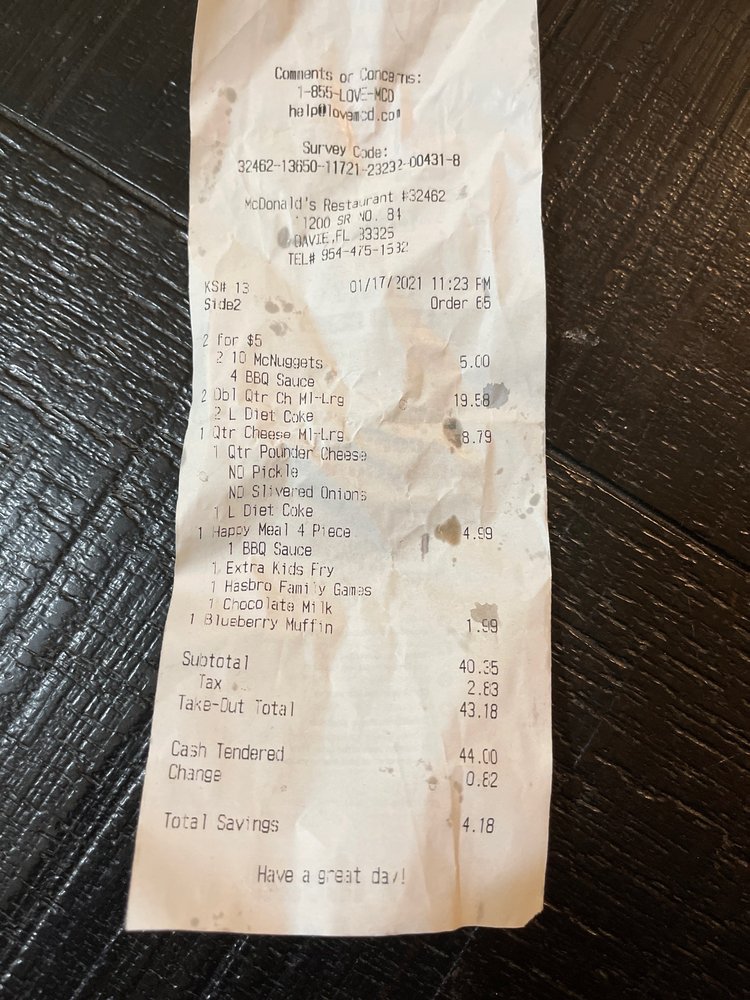 Comments or Concerns:
1-855-LOVE-MCD
help@lovemcd.com
Survey Code:
32462-13650-11721-23232-00431-8
McDonald's Restaurant #32462
11200 SR NO. 84
DAVIE,FL 33325
TEL# 954-475-1532
KS# 13 01/17/2021 11:23 PM
Side2 Order 65
2 for $5
2 10 McNuggets 5.00
4 BBQ Sauce
2 Dbl Qtr Ch Ml-Lrg 19.58
2 L Diet Coke
1 Qtr Cheese Ml-Lrg 8.79
1 Qtr Pounder Cheese
NO Pickle
NO Slivered Onions
1 L Diet Coke
1 Happy Meal 4 Piece 4.99
1 BBQ Sauce
1 Extra Kids Fry
1 Hasbro Family Games
1 Chocolate Milk
1 Blueberry Muffin 1.99
Subtotal 40.35
Tax 2.83
Take-Out Total 43.18
Cash Tendered 44.00
Change 0.82
Total Savings 4.18
Have a great day!